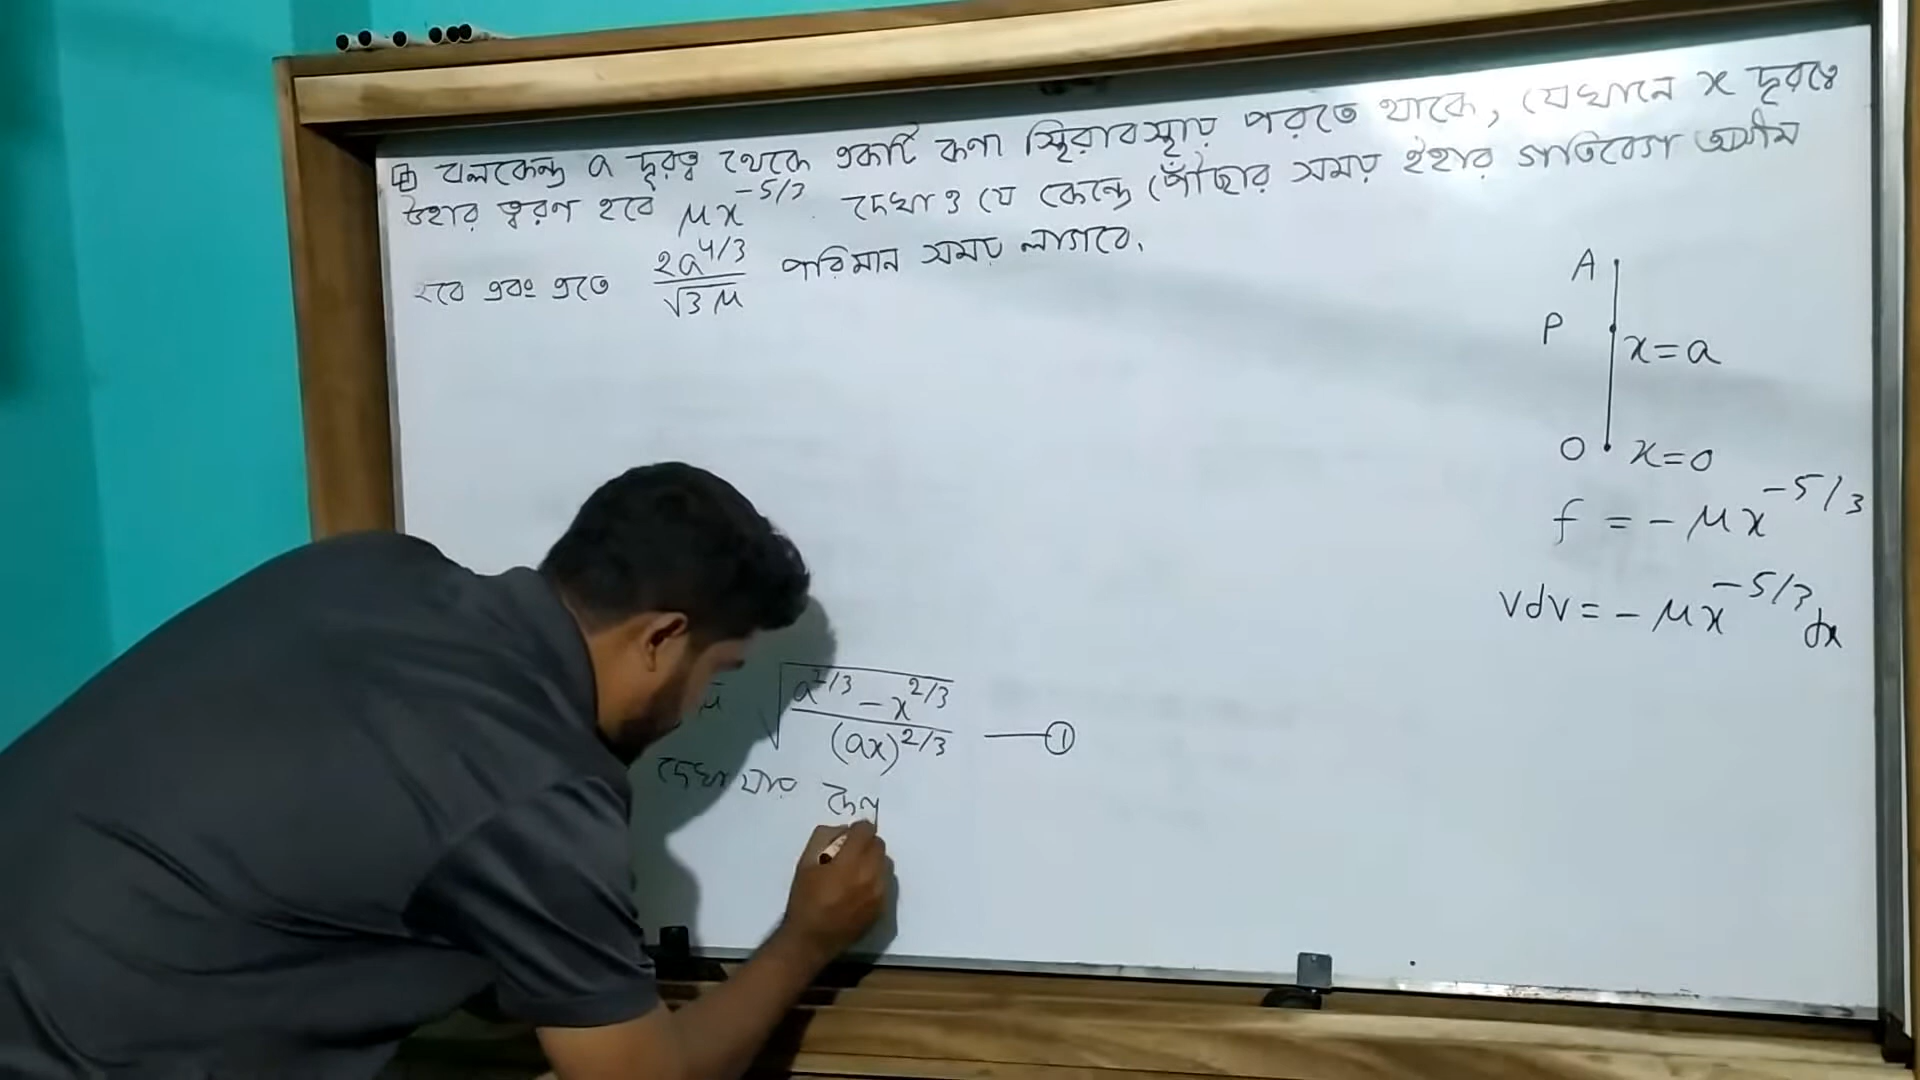 বলকেন্দ্র a দূরত্ব থেকে একটি কণা স্থিরাবস্থায় পরতে থাকে, যেখানে x দূরত্বে
উহার ত্বরণ হবে μx^{-5/3}. দেখাও যে কেন্দ্রে পৌঁছার সময় ইহার গতিবেগ অসীম
হবে এবং এতে 2a^{4/3}/√3μ পরিমান সময় লাগবে।
A
P
x=a
O x=0
f = -μx^{-5/3}
vdv = -μx^{-5/3}dx
√((a^{2/3} - x^{2/3})/(ax)^{2/3}) —①
দেখা যায়